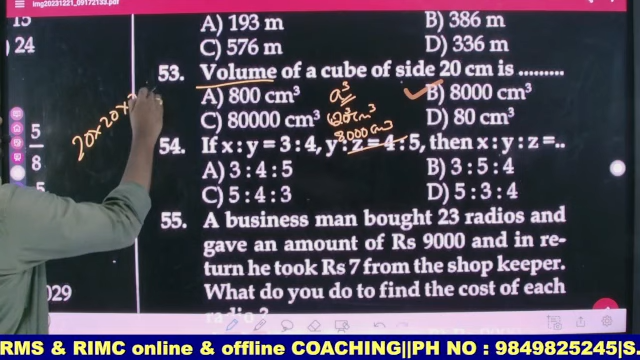 img20231221_09172133.pdf
15
) 24
A) 193 m
B) 386 m
C) 576 m
D) 336 m
53. Volume of a cube of side 20 cm is .........
A) 800 cm³
a³
B) 8000 cm³
C) 80000 cm³
(20)³cm³
D) 80 cm³
8000 cm³
20×20×2
5
8
5
54. If x : y = 3 : 4, y : z = 4 : 5, then x : y : z =..
A) 3 : 4 : 5
B) 3 : 5 : 4
C) 5 : 4 : 3
D) 5 : 3 : 4
55. A business man bought 23 radios and
gave an amount of Rs 9000 and in re-
turn he took Rs 7 from the shop keeper.
What do you do to find the cost of each
029
radio ?
RMS & RIMC online & offline COACHING||PH NO : 9849825245|S